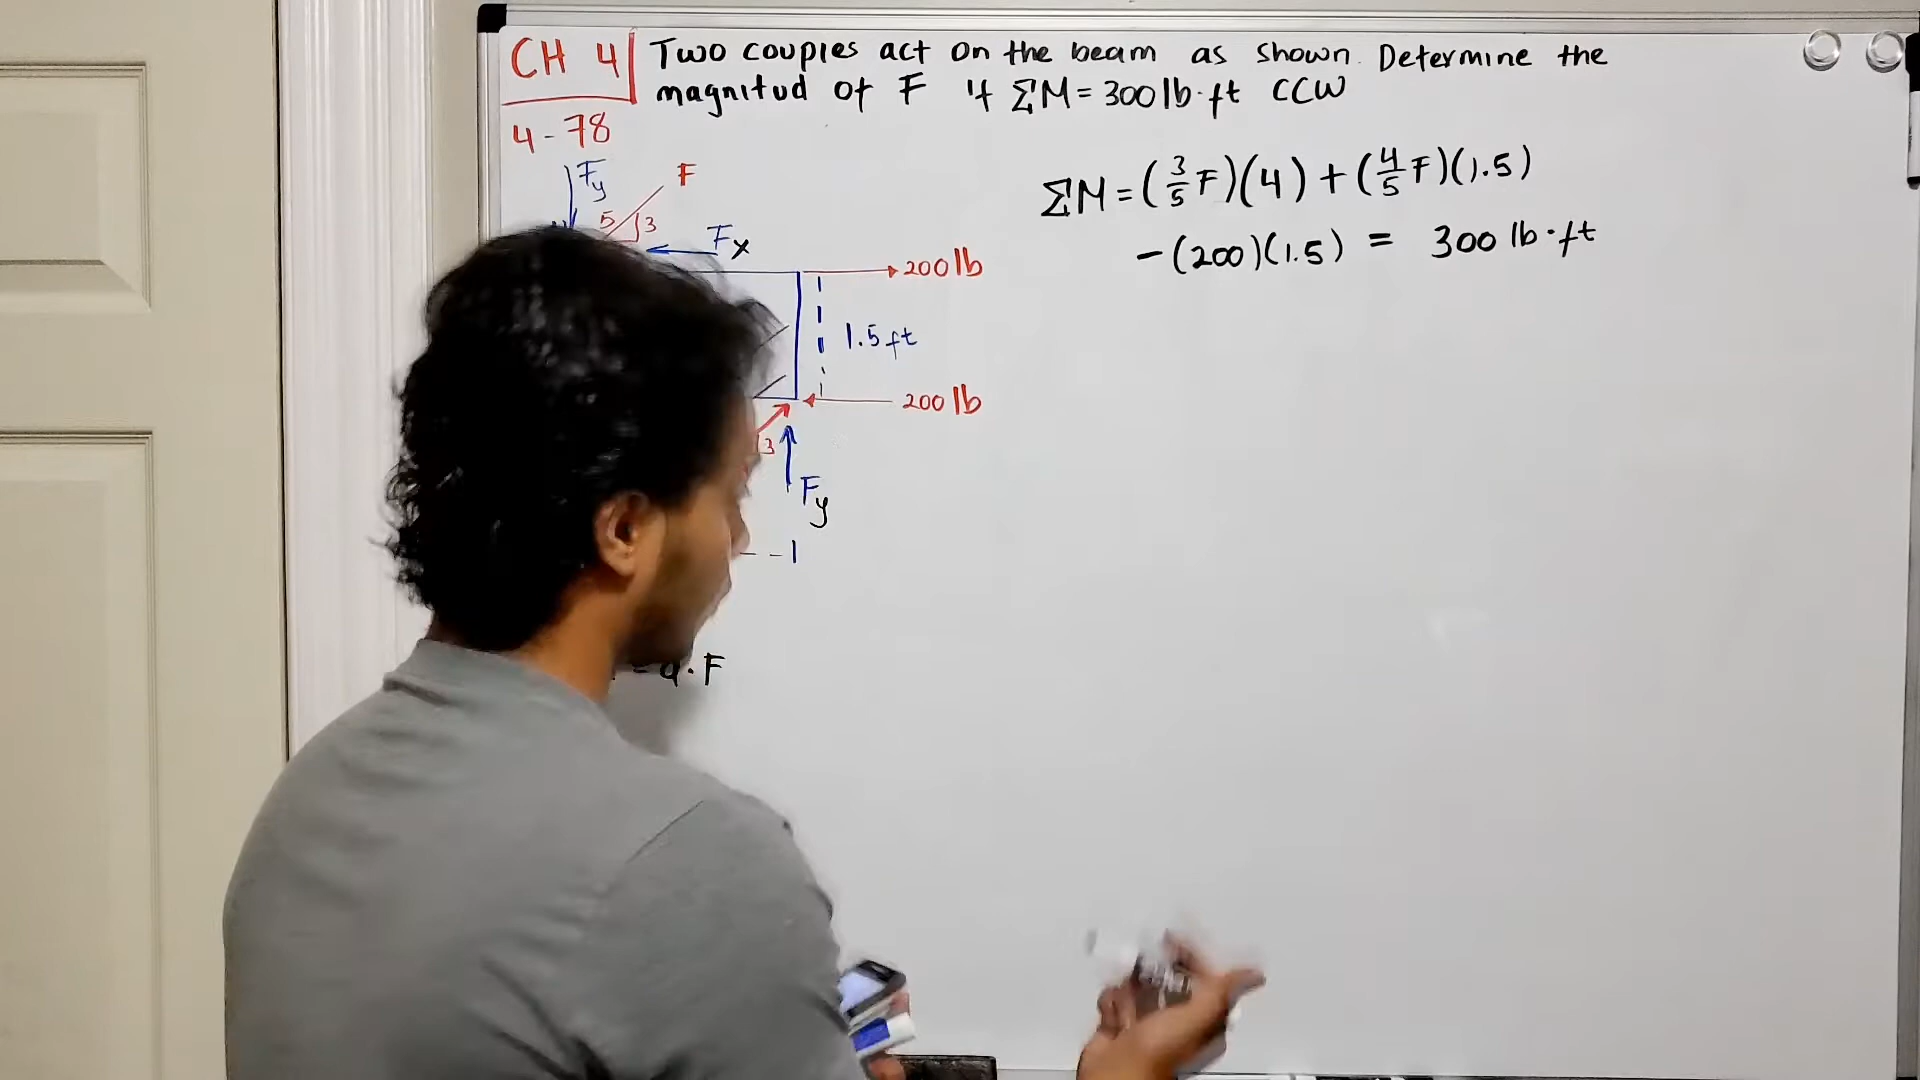 CH 4
Two couples act on the beam as shown. Determine the
magnitud of F if ΣM = 300 lb·ft CCW
4-78
Fy
F
5
3
Fx
200 lb
1.5 ft
200 lb
3
Fy
ΣM = (3/5 F)(4) + (4/5 F)(1.5)
- (200)(1.5) = 300 lb·ft
= d · F